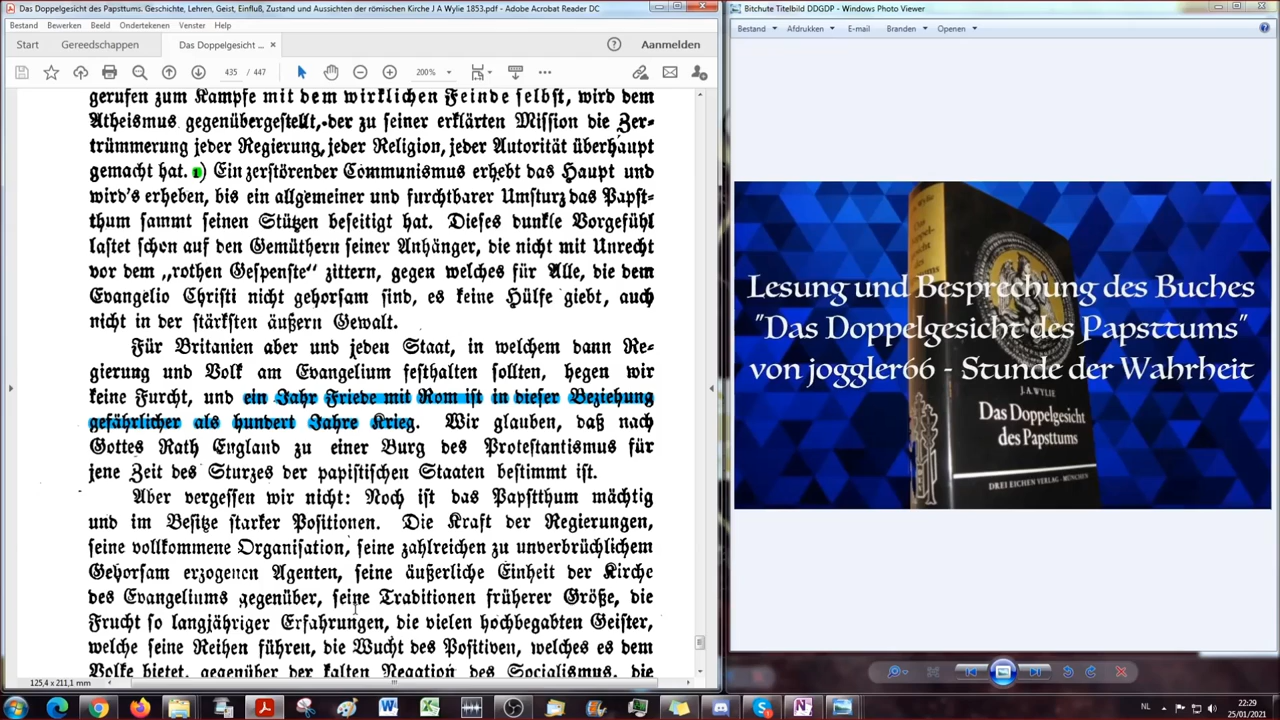 Das Doppelgesicht des Papsttums. Geschichte, Lehren, Geist, Einfluß, Zustand und Aussichten der römischen Kirche J A Wylie 1853.pdf - Adobe Acrobat Reader DC
Bestand Bewerken Beeld Ondertekenen Venster Help
Start Gereedschappen Das Doppelgesicht ... × Anmelden
435 / 447 200%
gerufen zum Kampfe mit dem wirklichen Feinde selbst, wird dem
Atheismus gegenübergestellt, der zu seiner erklärten Mission die Zer-
trümmerung jeder Regierung, jeder Religion, jeder Autorität überhaupt
gemacht hat. 1) Ein zerstörender Communismus erhebt das Haupt und
wird's erheben, bis ein allgemeiner und furchtbarer Umsturz das Papst-
thum sammt seinen Stützen beseitigt hat. Dieses dunkle Vorgefühl
lastet schon auf den Gemüthern seiner Anhänger, die nicht mit Unrecht
vor dem „rothen Gespenste“ zittern, gegen welches für Alle, die dem
Evangelio Christi nicht gehorsam sind, es keine Hülfe giebt, auch
nicht in der stärksten äußern Gewalt.
Für Britanien aber und jeden Staat, in welchem dann Re-
gierung und Volk am Evangelium festhalten sollten, hegen wir
keine Furcht, und ein Jahr Friede mit Rom ist in dieser Beziehung
gefährlicher als hundert Jahre Krieg. Wir glauben, daß nach
Gottes Rath England zu einer Burg des Protestantismus für
jene Zeit des Sturzes der papistischen Staaten bestimmt ist.
Aber vergessen wir nicht: Noch ist das Papstthum mächtig
und im Besitze starker Positionen. Die Kraft der Regierungen,
seine vollkommene Organisation, seine zahlreichen zu unverbrüchlichem
Gehorsam erzogenen Agenten, seine äußerliche Einheit der Kirche
des Evangeliums gegenüber, seine Traditionen früherer Größe, die
Frucht so langjähriger Erfahrungen, die vielen hochbegabten Geister,
welche seine Reihen führen, die Wucht des Positiven, welches es dem
Volke bietet, gegenüber der kalten Negation des Socialismus, die
125,4 x 211,1 mm
Bitchute Titelbild DDGDP - Windows Photo Viewer
Bestand Afdrukken E-mail Branden Openen
Lesung und Besprechung des Buches
"Das Doppelgesicht des Papsttums"
von joggler66 - Stunde der Wahrheit
J.A. WYLIE
Das Doppelgesicht
des Papsttums
DREI EICHEN VERLAG · MÜNCHEN
NL
22:29
25/01/2021